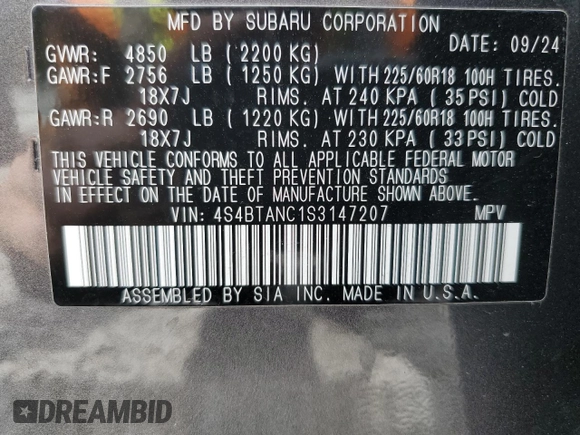 MFD BY SUBARU CORPORATION
GVWR: 4850 LB ( 2200 KG) DATE: 09/24
GAWR:F 2756 LB ( 1250 KG) WITH 225/60R18 100H TIRES.
18X7J RIMS. AT 240 KPA ( 35 PSI) COLD
GAWR:R 2690 LB ( 1220 KG) WITH 225/60R18 100H TIRES.
18X7J RIMS. AT 230 KPA ( 33 PSI) COLD
THIS VEHICLE CONFORMS TO ALL APPLICABLE FEDERAL MOTOR
VEHICLE SAFETY AND THEFT PREVENTION STANDARDS
IN EFFECT ON THE DATE OF MANUFACTURE SHOWN ABOVE.
VIN: 4S4BTANC1S3147207 MPV
ASSEMBLED BY SIA INC. MADE IN U.S.A.
DREAMBID